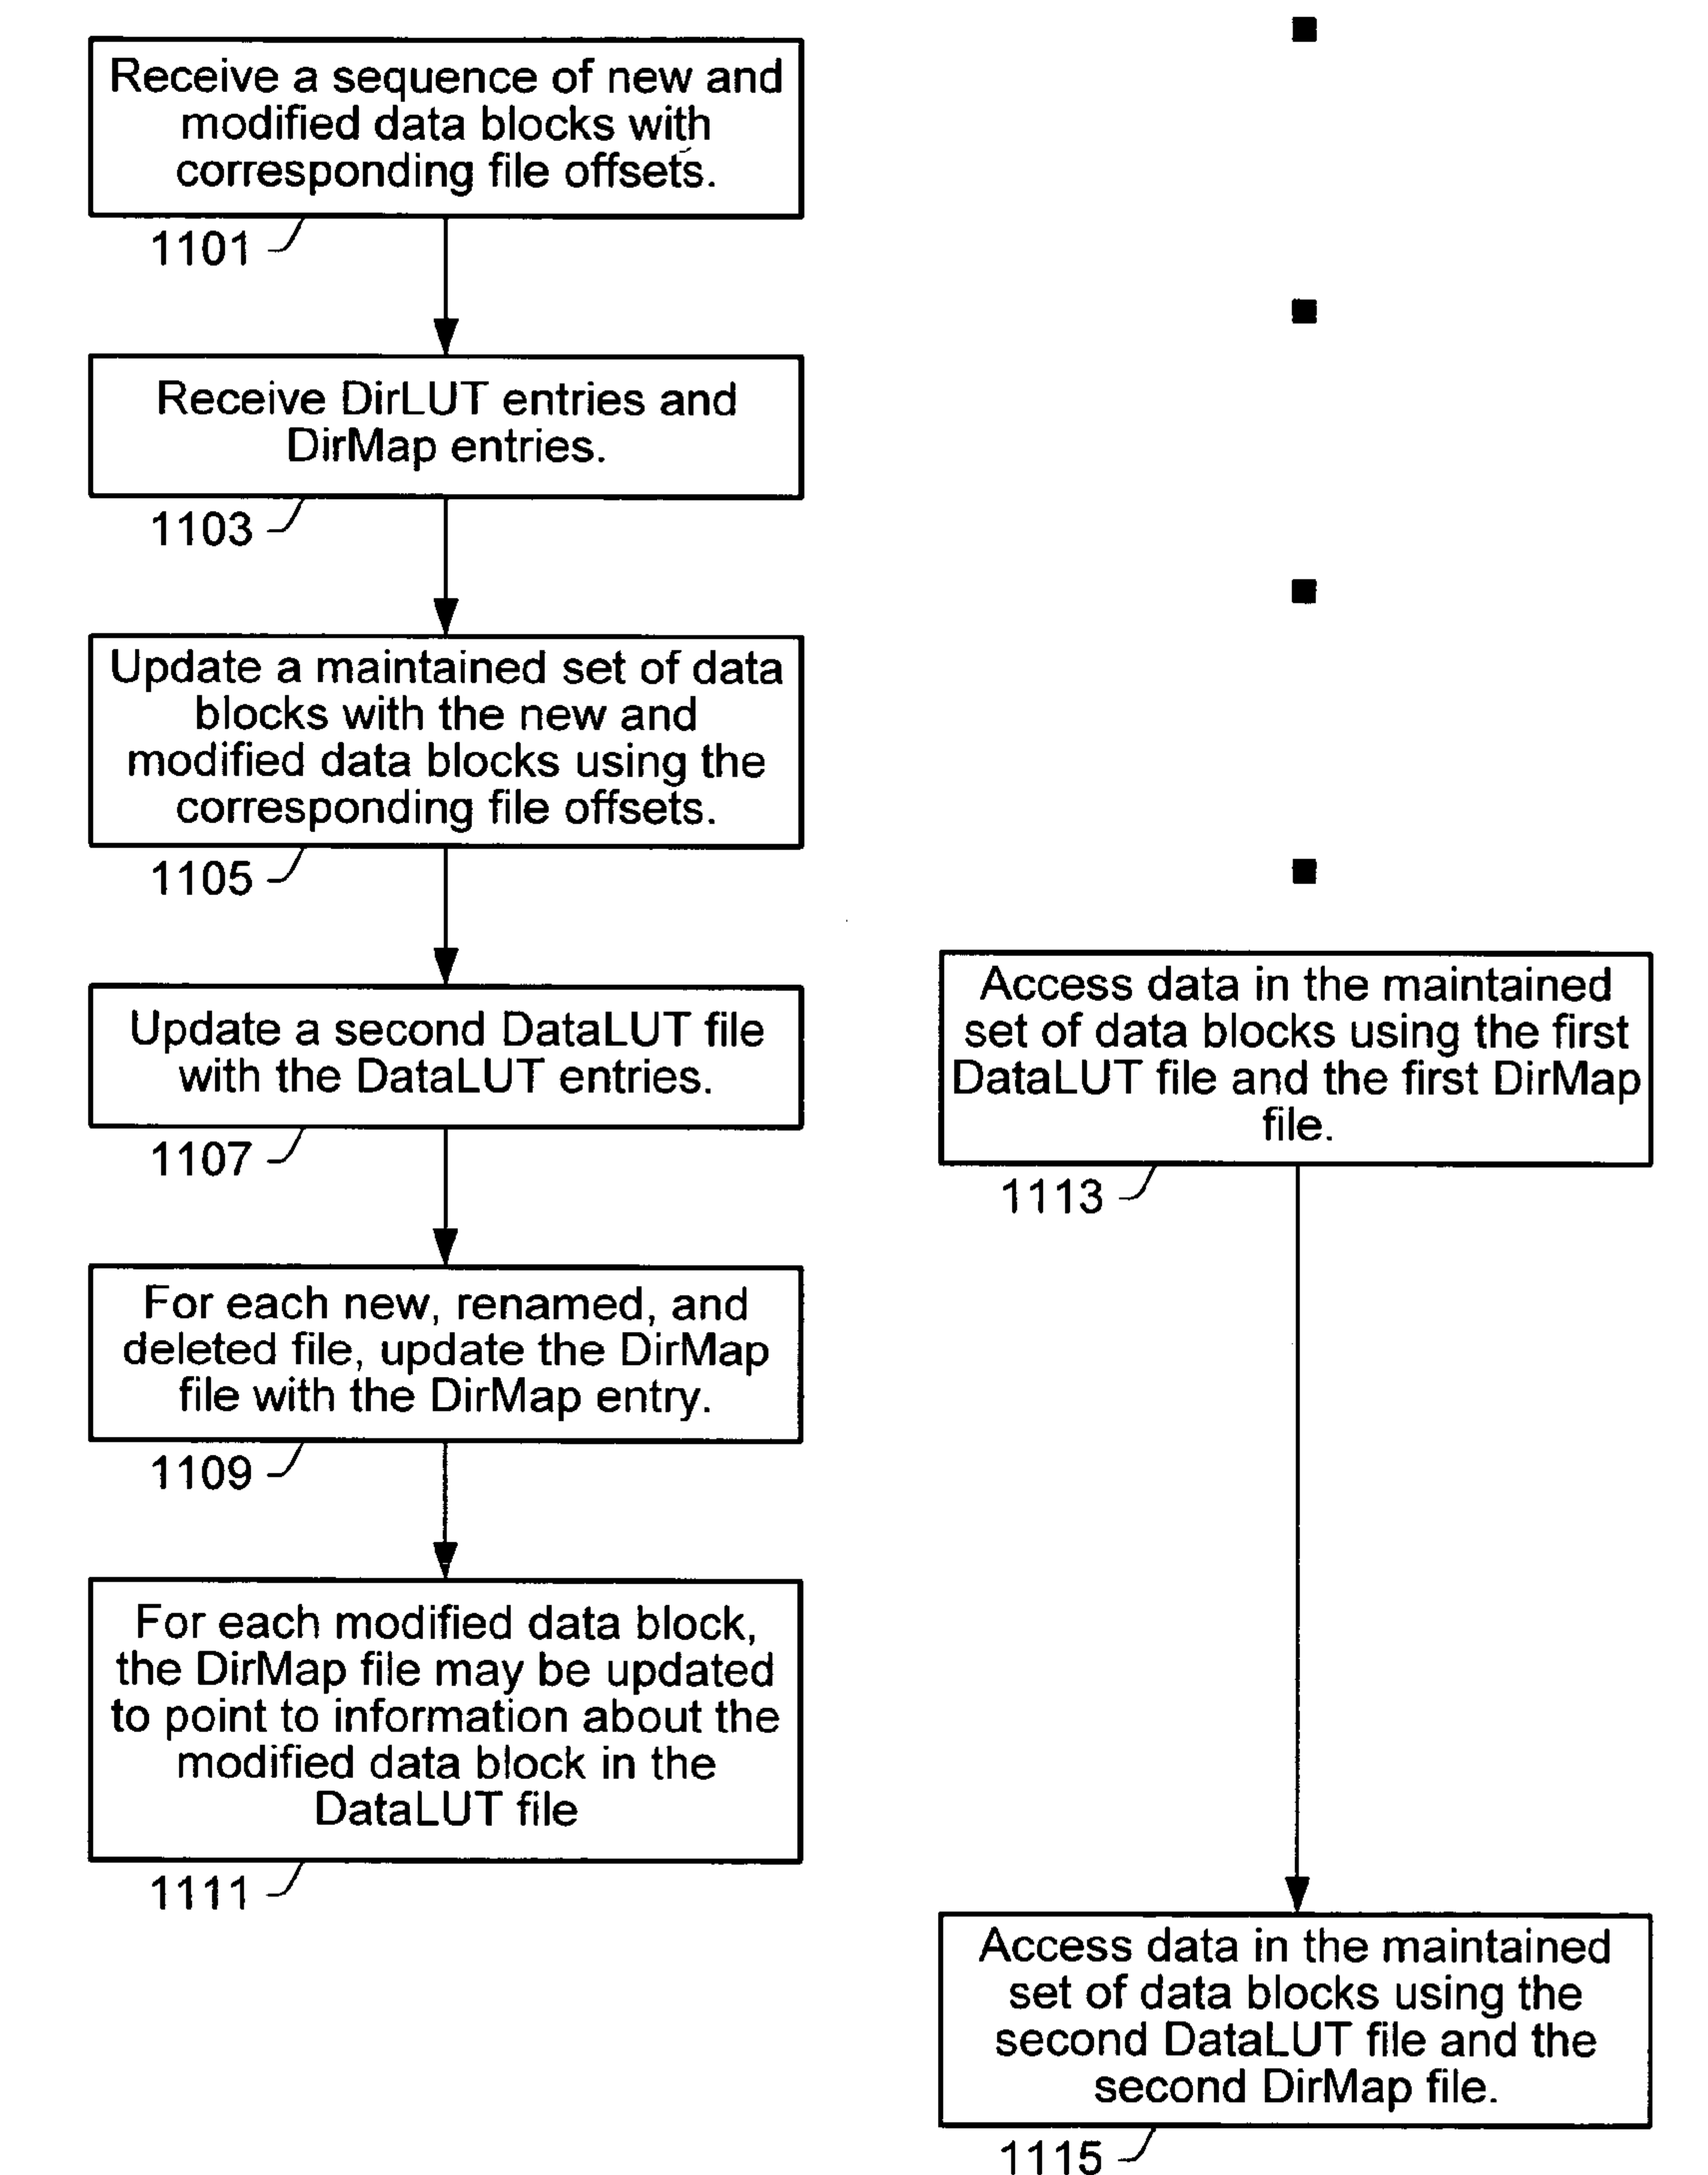 Receive a sequence of new and
modified data blocks with
corresponding file offsets.
1101
Receive DirLUT entries and
DirMap entries.
1103
Update a maintained set of data
blocks with the new and
modified data blocks using the
corresponding file offsets.
1105
Update a second DataLUT file
with the DataLUT entries.
1107
For each new, renamed, and
deleted file, update the DirMap
file with the DirMap entry.
1109
For each modified data block,
the DirMap file may be updated
to point to information about the
modified data block in the
DataLUT file
1111
Access data in the maintained
set of data blocks using the first
DataLUT file and the first DirMap
file.
1113
Access data in the maintained
set of data blocks using the
second DataLUT file and the
second DirMap file.
1115